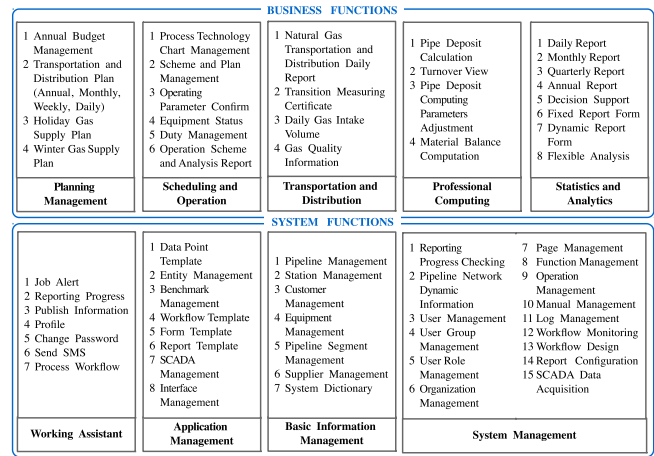 BUSINESS FUNCTIONS
1 Annual Budget
Management
2 Transportation and
Distribution Plan
(Annual, Monthly,
Weekly, Daily)
3 Holiday Gas
Supply Plan
4 Winter Gas Supply
Plan
Planning
Management
1 Process Technology
Chart Management
2 Scheme and Plan
Management
3 Operating
Parameter Confirm
4 Equipment Status
5 Duty Management
6 Operation Scheme
and Analysis Report
Scheduling and
Operation
1 Natural Gas
Transportation and
Distribution Daily
Report
2 Transition Measuring
Certificate
3 Daily Gas Intake
Volume
4 Gas Quality
Information
Transportation and
Distribution
1 Pipe Deposit
Calculation
2 Turnover View
3 Pipe Deposit
Computing
Parameters
Adjustment
4 Material Balance
Computation
Professional
Computing
1 Daily Report
2 Monthly Report
3 Quarterly Report
4 Annual Report
5 Decision Support
6 Fixed Report Form
7 Dynamic Report
Form
8 Flexible Analysis
Statistics and
Analytics
SYSTEM FUNCTIONS
1 Job Alert
2 Reporting Progress
3 Publish Information
4 Profile
5 Change Password
6 Send SMS
7 Process Workflow
Working Assistant
1 Data Point
Template
2 Entity Management
3 Benchmark
Management
4 Workflow Template
5 Form Template
6 Report Template
7 SCADA
Management
8 Interface
Management
Application
Management
1 Pipeline Management
2 Station Management
3 Customer
Management
4 Equipment
Management
5 Pipeline Segment
Management
6 Supplier Management
7 System Dictionary
Basic Information
Management
1 Reporting
Progress Checking
2 Pipeline Network
Dynamic
Information
3 User Management
4 User Group
Management
5 User Role
Management
6 Organization
Management
7 Page Management
8 Function Management
9 Operation
Management
10 Manual Management
11 Log Management
12 Workflow Monitoring
13 Workflow Design
14 Report Configuration
15 SCADA Data
Acquisition
System Management